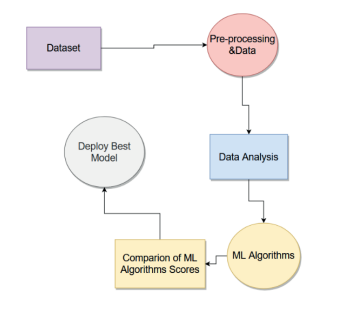 Dataset
Pre-processing
&Data
Data Analysis
ML Algorithms
Comparion of ML
Algorithms Scores
Deploy Best
Model